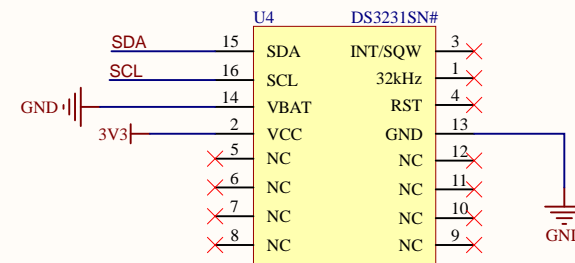 U4 DS3231SN#
SDA 15 SDA INT/SQW 3
SCL 16 SCL 32kHz 1
GND 14 VBAT RST 4
3V3 2 VCC GND 13
5 NC NC 12
6 NC NC 11
7 NC NC 10
8 NC NC 9
GND